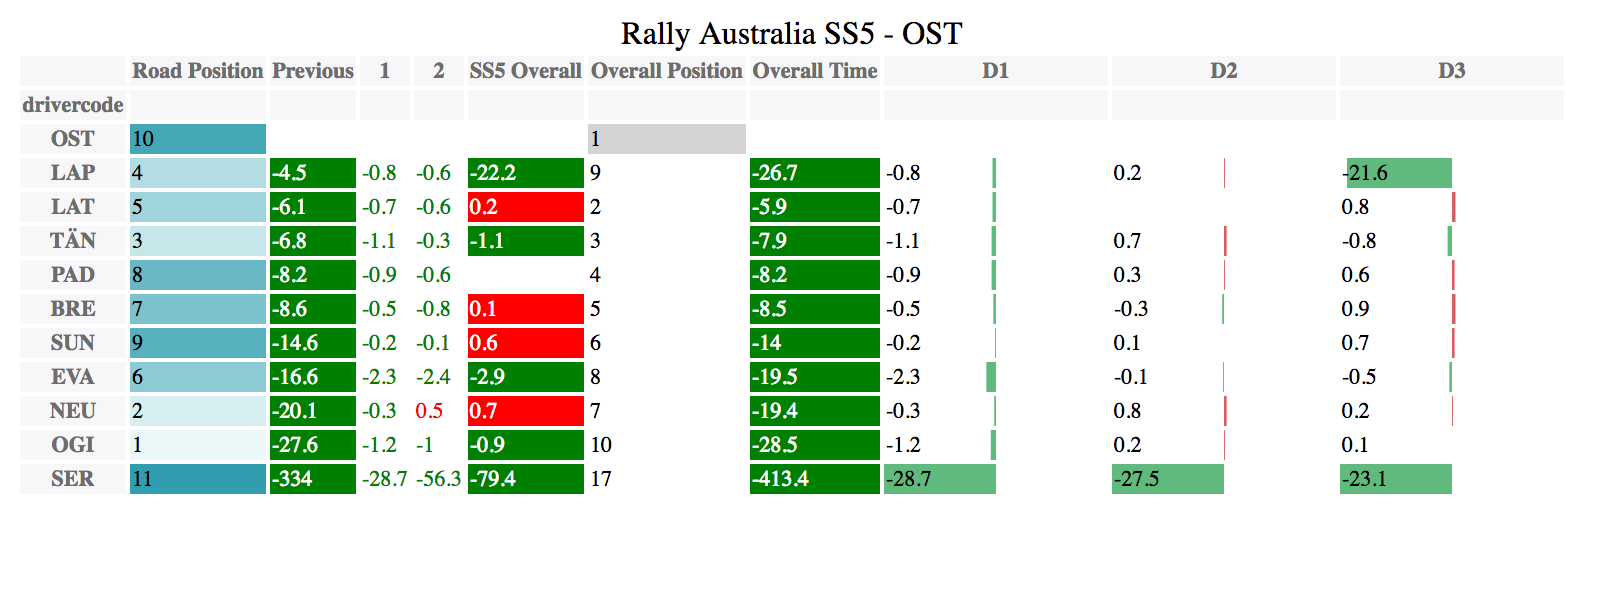 Rally Australia SS5 - OST
Road Position Previous 1 2 SS5 Overall Overall Position Overall Time D1 D2 D3
drivercode
OST 10 1
LAP 4 -4.5 -0.8 -0.6 -22.2 9 -26.7 -0.8 0.2 -21.6
LAT 5 -6.1 -0.7 -0.6 0.2 2 -5.9 -0.7 0.8
TÄN 3 -6.8 -1.1 -0.3 -1.1 3 -7.9 -1.1 0.7 -0.8
PAD 8 -8.2 -0.9 -0.6 4 -8.2 -0.9 0.3 0.6
BRE 7 -8.6 -0.5 -0.8 0.1 5 -8.5 -0.5 -0.3 0.9
SUN 9 -14.6 -0.2 -0.1 0.6 6 -14 -0.2 0.1 0.7
EVA 6 -16.6 -2.3 -2.4 -2.9 8 -19.5 -2.3 -0.1 -0.5
NEU 2 -20.1 -0.3 0.5 0.7 7 -19.4 -0.3 0.8 0.2
OGI 1 -27.6 -1.2 -1 -0.9 10 -28.5 -1.2 0.2 0.1
SER 11 -334 -28.7 -56.3 -79.4 17 -413.4 -28.7 -27.5 -23.1